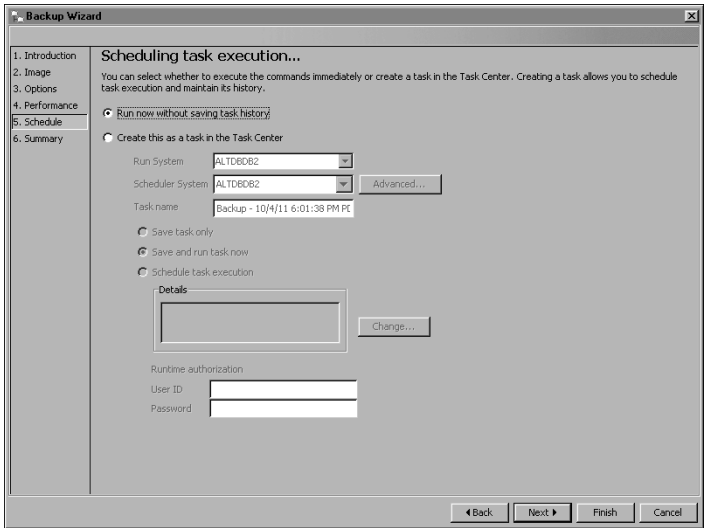 Backup Wizard
1. Introduction
2. Image
3. Options
4. Performance
5. Schedule
6. Summary
Scheduling task execution...
You can select whether to execute the commands immediately or create a task in the Task Center. Creating a task allows you to schedule
task execution and maintain its history.
Run now without saving task history
Create this as a task in the Task Center
Run System ALTDBDB2
Scheduler System ALTDBDB2 Advanced...
Task name Backup - 10/4/11 6:01:38 PM PD
Save task only
Save and run task now
Schedule task execution
Details
Change...
Runtime authorization
User ID
Password
Back Next Finish Cancel